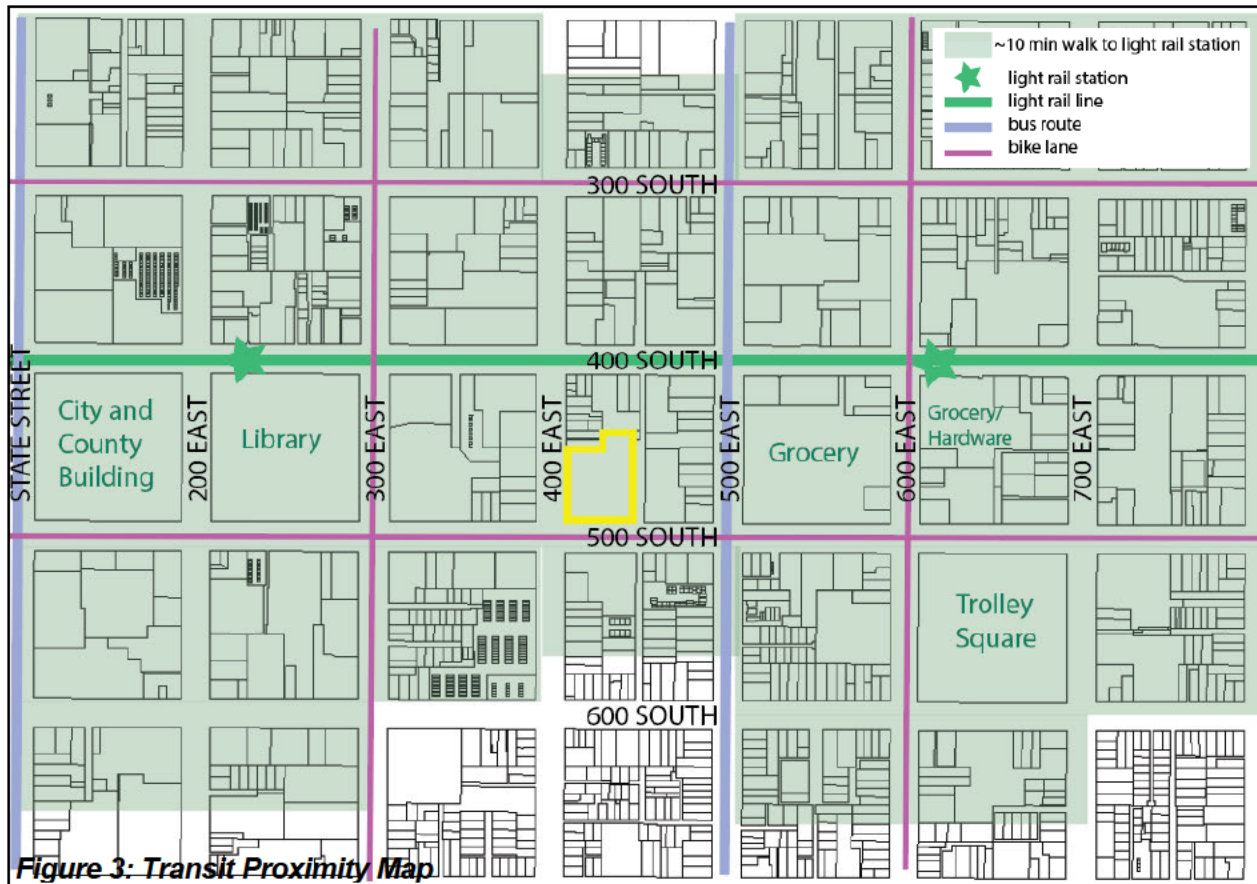 ~10 min walk to light rail station
light rail station
light rail line
bus route
bike lane
300 SOUTH
400 SOUTH
STATE STREET
City and
County
Building
200 EAST
Library
300 EAST
400 EAST
500 EAST
Grocery
600 EAST
Grocery/
Hardware
700 EAST
500 SOUTH
Trolley
Square
600 SOUTH
Figure 3: Transit Proximity Map